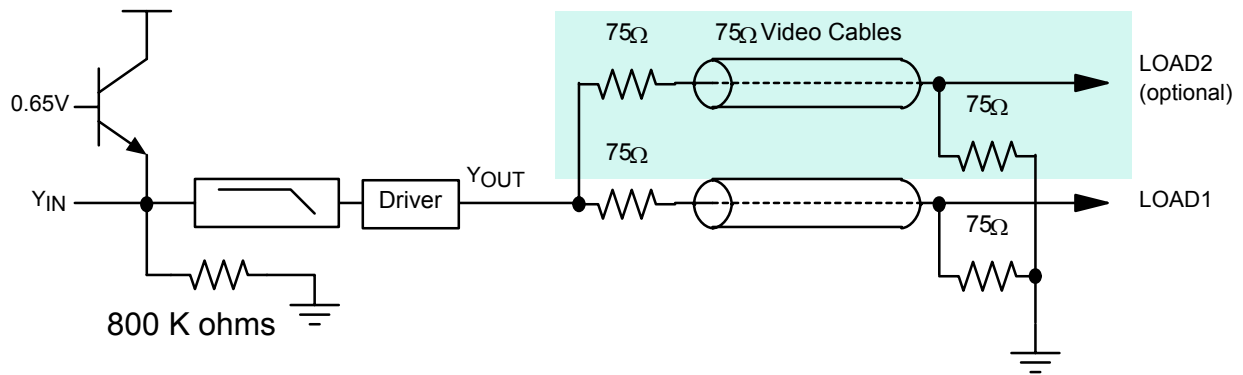 75Ω
75Ω Video Cables
LOAD2
(optional)
0.65V
75Ω
75Ω
YOUT
YIN
Driver
LOAD1
75Ω
800 K ohms